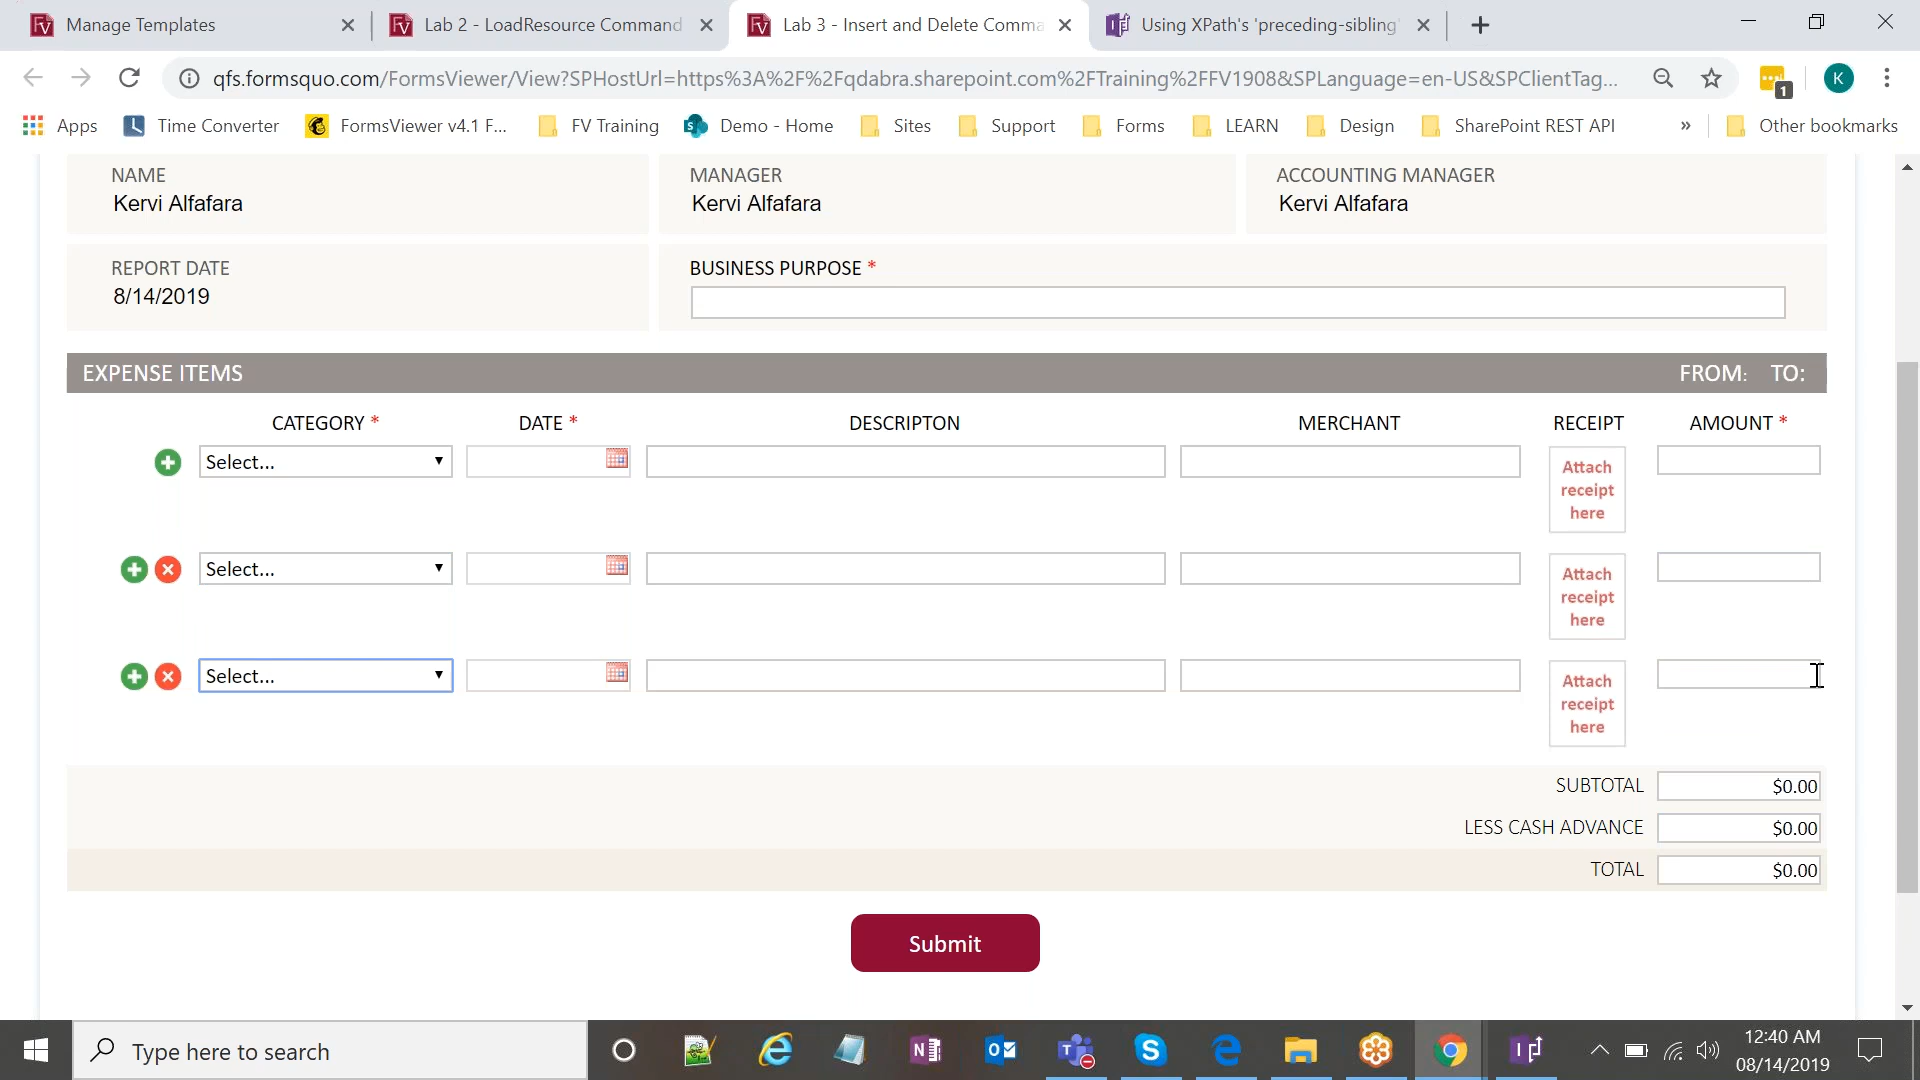 Manage Templates
Lab 2 - LoadResource Command
Lab 3 - Insert and Delete Comma
Using XPath's 'preceding-sibling'
qfs.formsquo.com/FormsViewer/View?SPHostUrl=https%3A%2F%2Fqdabra.sharepoint.com%2FTraining%2FFV1908&SPLanguage=en-US&SPClientTag...
1
K
Apps
Time Converter
FormsViewer v4.1 F...
FV Training
Demo - Home
Sites
Support
Forms
LEARN
Design
SharePoint REST API
»
Other bookmarks
NAME
Kervi Alfafara
MANAGER
Kervi Alfafara
ACCOUNTING MANAGER
Kervi Alfafara
REPORT DATE
8/14/2019
BUSINESS PURPOSE *
EXPENSE ITEMS
FROM: TO:
CATEGORY *
DATE *
DESCRIPTON
MERCHANT
RECEIPT
AMOUNT *
Select...
Attach
receipt
here
Select...
Attach
receipt
here
Select...
Attach
receipt
here
SUBTOTAL $0.00
LESS CASH ADVANCE $0.00
TOTAL $0.00
Submit
Type here to search
12:40 AM
08/14/2019